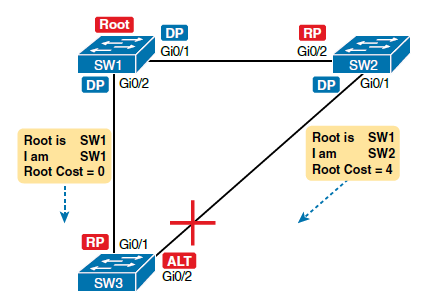 Root
DP
RP
Gi0/1
Gi0/2
SW1
SW2
DP
Gi0/2
DP
Gi0/1
Root is SW1
I am SW1
Root Cost = 0
Root is SW1
I am SW2
Root Cost = 4
RP
Gi0/1
ALT
Gi0/2
SW3